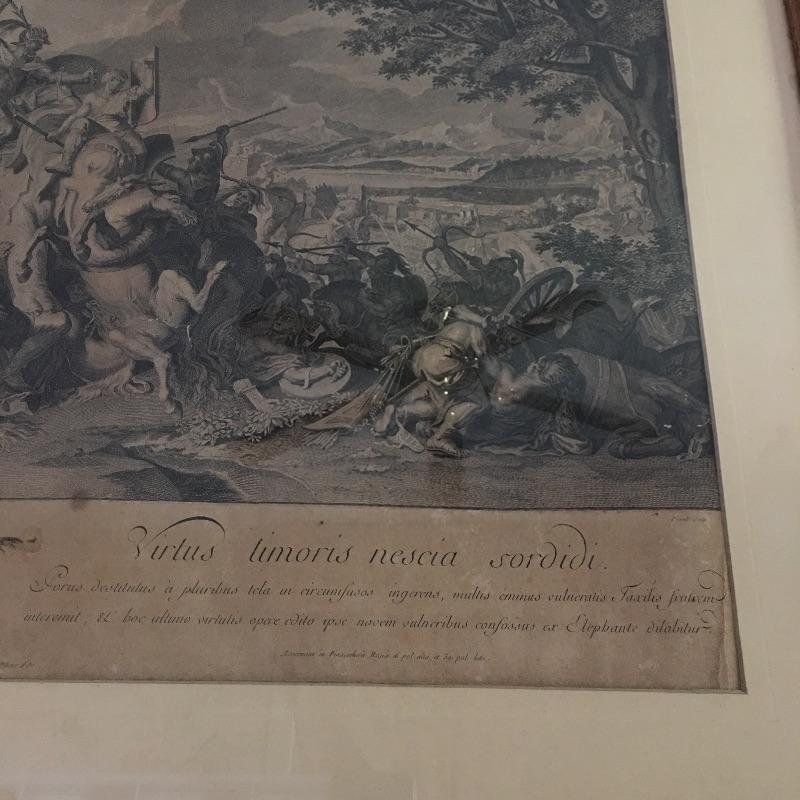 Virtus timoris nescia sordidi.
Porus destitutus à pluribus tela in circumfusos ingerens, multis eminus vulneratis Taxilis fratrem
interemit, & hoc ultimo virtutis opere edito ipse novem vulneribus confossus ex Elephante dilabitur.